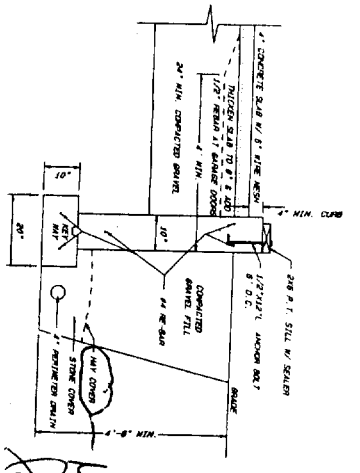 4" CONCRETE SLAB W/ 6" WIRE MESH
THICKEN SLAB TO 8" & ADD
1/2" REBAR AT GARAGE DOORS
4' MIN.
24" MIN. COMPACTED GRAVEL
4" MIN. CURB
2X6 P.T. SILL W/ SEALER
1/2"X12"L ANCHOR BOLT
O.C.
10"
COMPACTED
GRAVEL FILL
#4 RE-BAR
GRADE
KEY
WAY
10"
20"
HAY COVER
STONE COVER
4" PERIMETER DRAIN
4'-0" MIN.